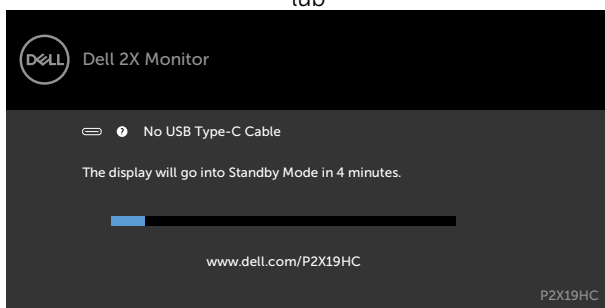 lub
DELL
Dell 2X Monitor
? No USB Type-C Cable
The display will go into Standby Mode in 4 minutes.
www.dell.com/P2X19HC
P2X19HC